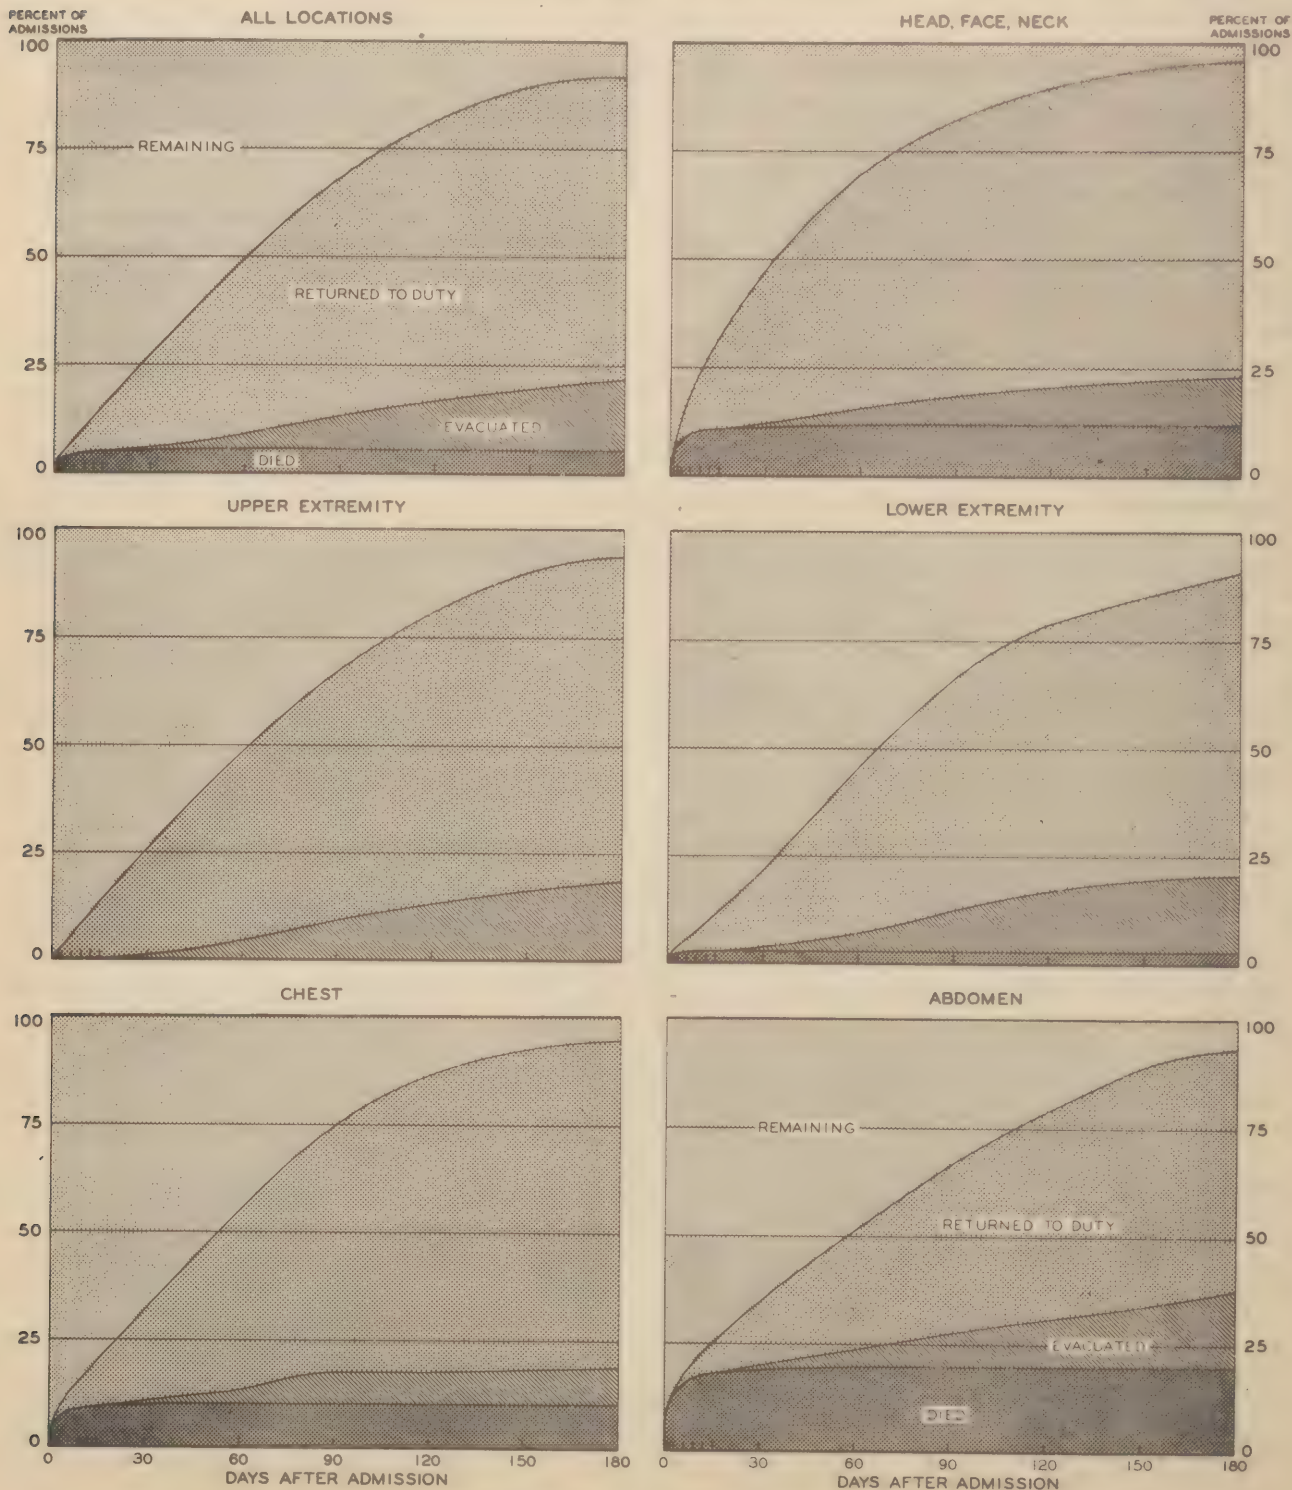 PERCENT OF
ADMISSIONS
ALL LOCATIONS
100
75
REMAINING
50
RETURNED TO DUTY
25
EVACUATED
DIED
0
HEAD, FACE, NECK
PERCENT OF
ADMISSIONS
100
75
50
25
0
UPPER EXTREMITY
100
75
50
25
0
LOWER EXTREMITY
100
75
50
25
0
CHEST
100
75
50
25
0
0 30 60 90 120 150 180
DAYS AFTER ADMISSION
ABDOMEN
100
REMAINING
75
RETURNED TO DUTY
50
EVACUATED
25
DIED
0
0 30 60 90 120 150 180
DAYS AFTER ADMISSION